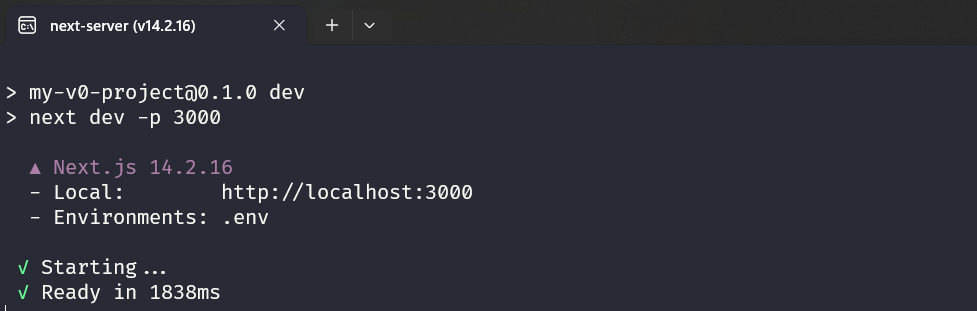 next-server (v14.2.16)
> my-v0-project@0.1.0 dev
> next dev -p 3000
▲ Next.js 14.2.16
- Local: http://localhost:3000
- Environments: .env
✓ Starting...
✓ Ready in 1838ms